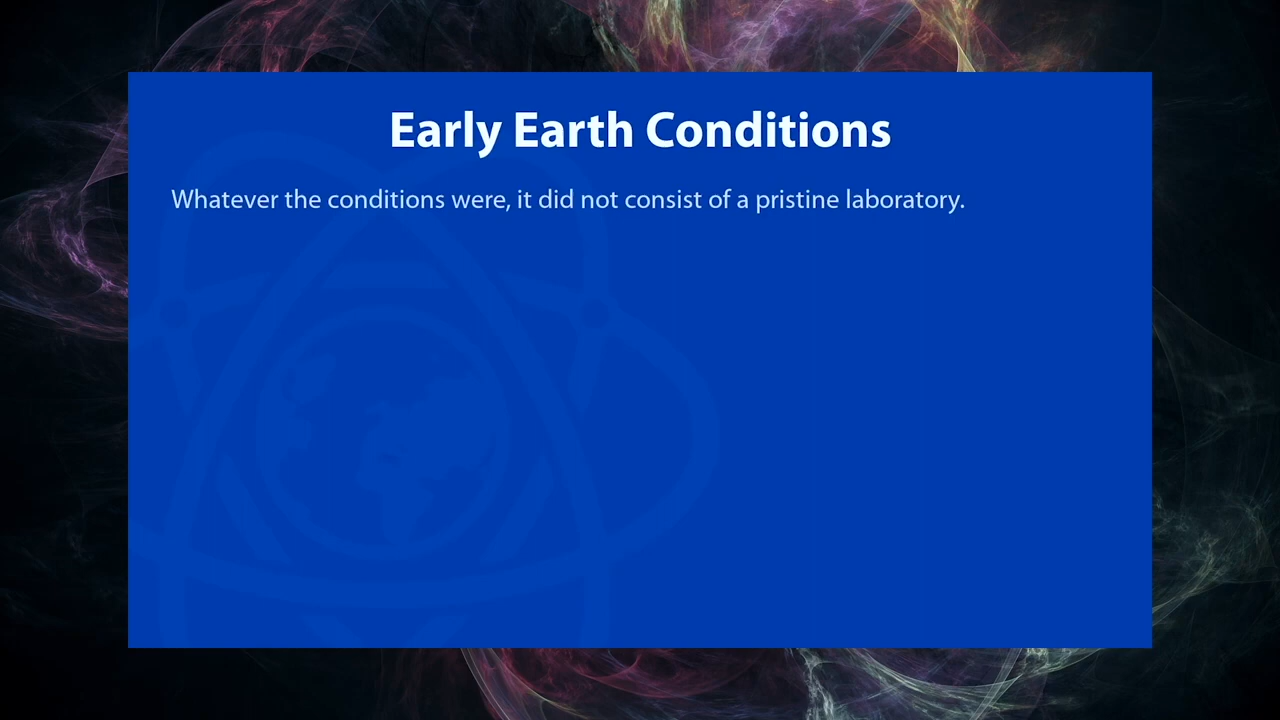 Early Earth Conditions
Whatever the conditions were, it did not consist of a pristine laboratory.